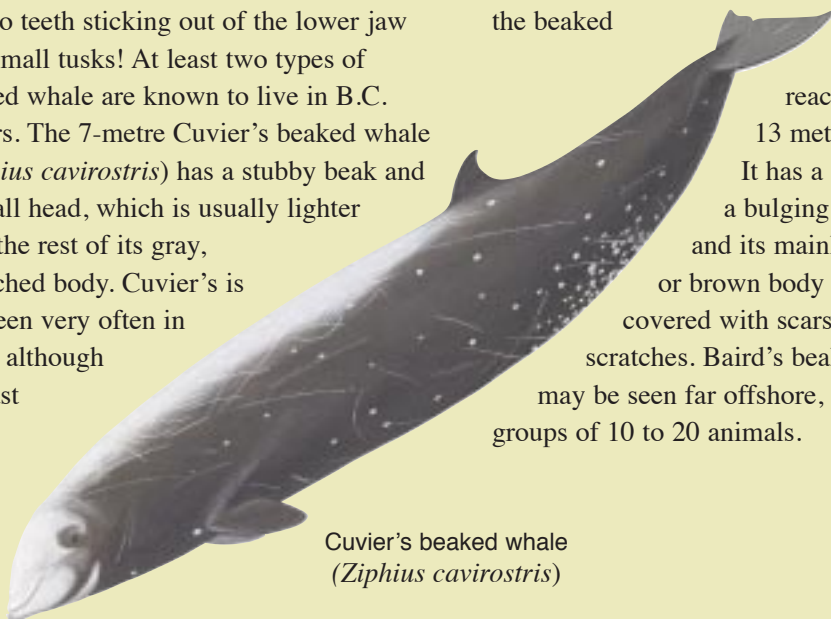 o teeth sticking out of the lower jaw
mall tusks! At least two types of
ed whale are known to live in B.C.
rs. The 7-metre Cuvier's beaked whale
ius cavirostris) has a stubby beak and
all head, which is usually lighter
the rest of its gray,
ched body. Cuvier's is
een very often in
although
st
the beaked
reac
13 met
It has a
a bulging
and its main
or brown body
covered with scars
scratches. Baird's bea
may be seen far offshore,
groups of 10 to 20 animals.
Cuvier's beaked whale
(Ziphius cavirostris)